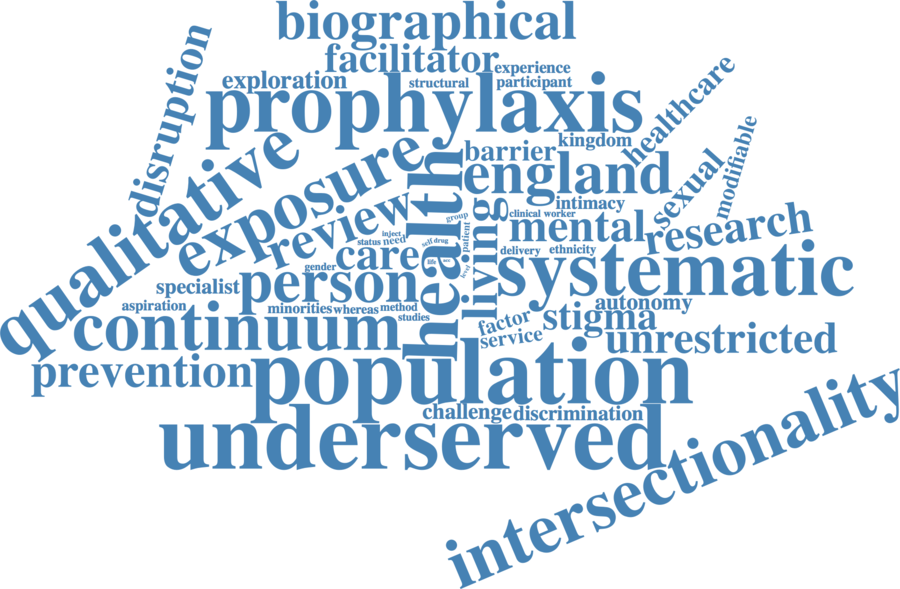 biographical
disruption
facilitator
experience
exploration
structural
participant
prophylaxis
healthcare
kingdom
modifiable
qualitative
exposure
barrier
england
sexual
health
intimacy
review
living
group
clinical worker
mental
research
patient
inject
status need
self drug
care
delivery
ethnicity
gender
life
level
systematic
specialist
person
aspiration
minorities
whereas
method
studies
autonomy
continuum
factor
stigma
service
unrestricted
prevention
population
challenge
discrimination
underserved
intersectionality